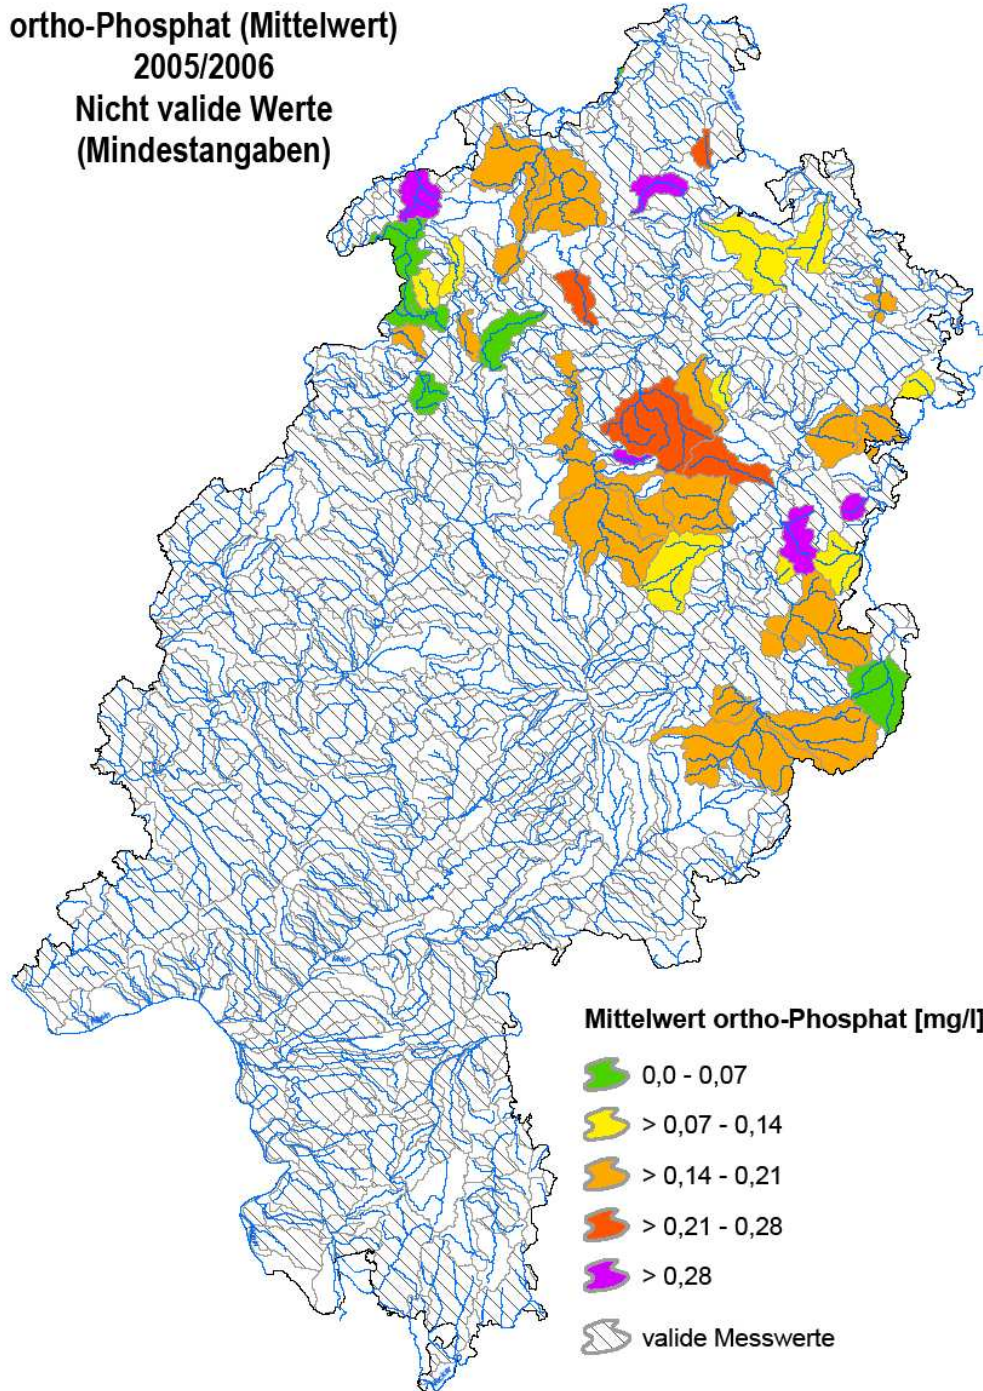 ortho-Phosphat (Mittelwert)
2005/2006
Nicht valide Werte
(Mindestangaben)
Main
Mittelwert ortho-Phosphat [mg/l]
0,0 - 0,07
> 0,07 - 0,14
> 0,14 - 0,21
> 0,21 - 0,28
> 0,28
valide Messwerte